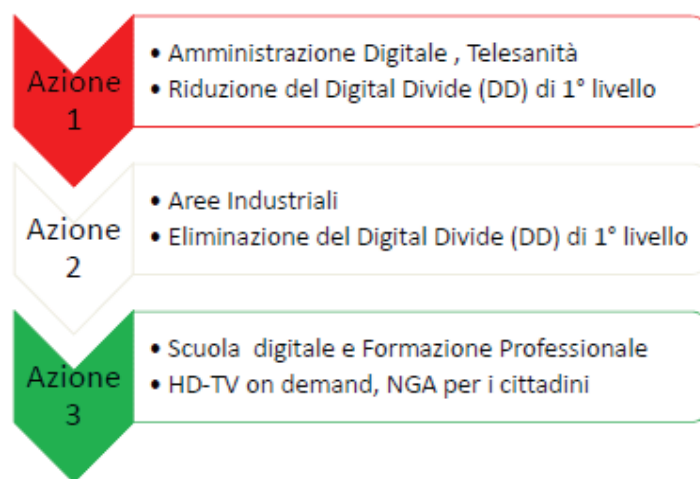 Azione
1
• Amministrazione Digitale , Telesanità
• Riduzione del Digital Divide (DD) di 1° livello
Azione
2
• Aree Industriali
• Eliminazione del Digital Divide (DD) di 1° livello
Azione
3
• Scuola  digitale e Formazione Professionale
• HD-TV on demand, NGA per i cittadini